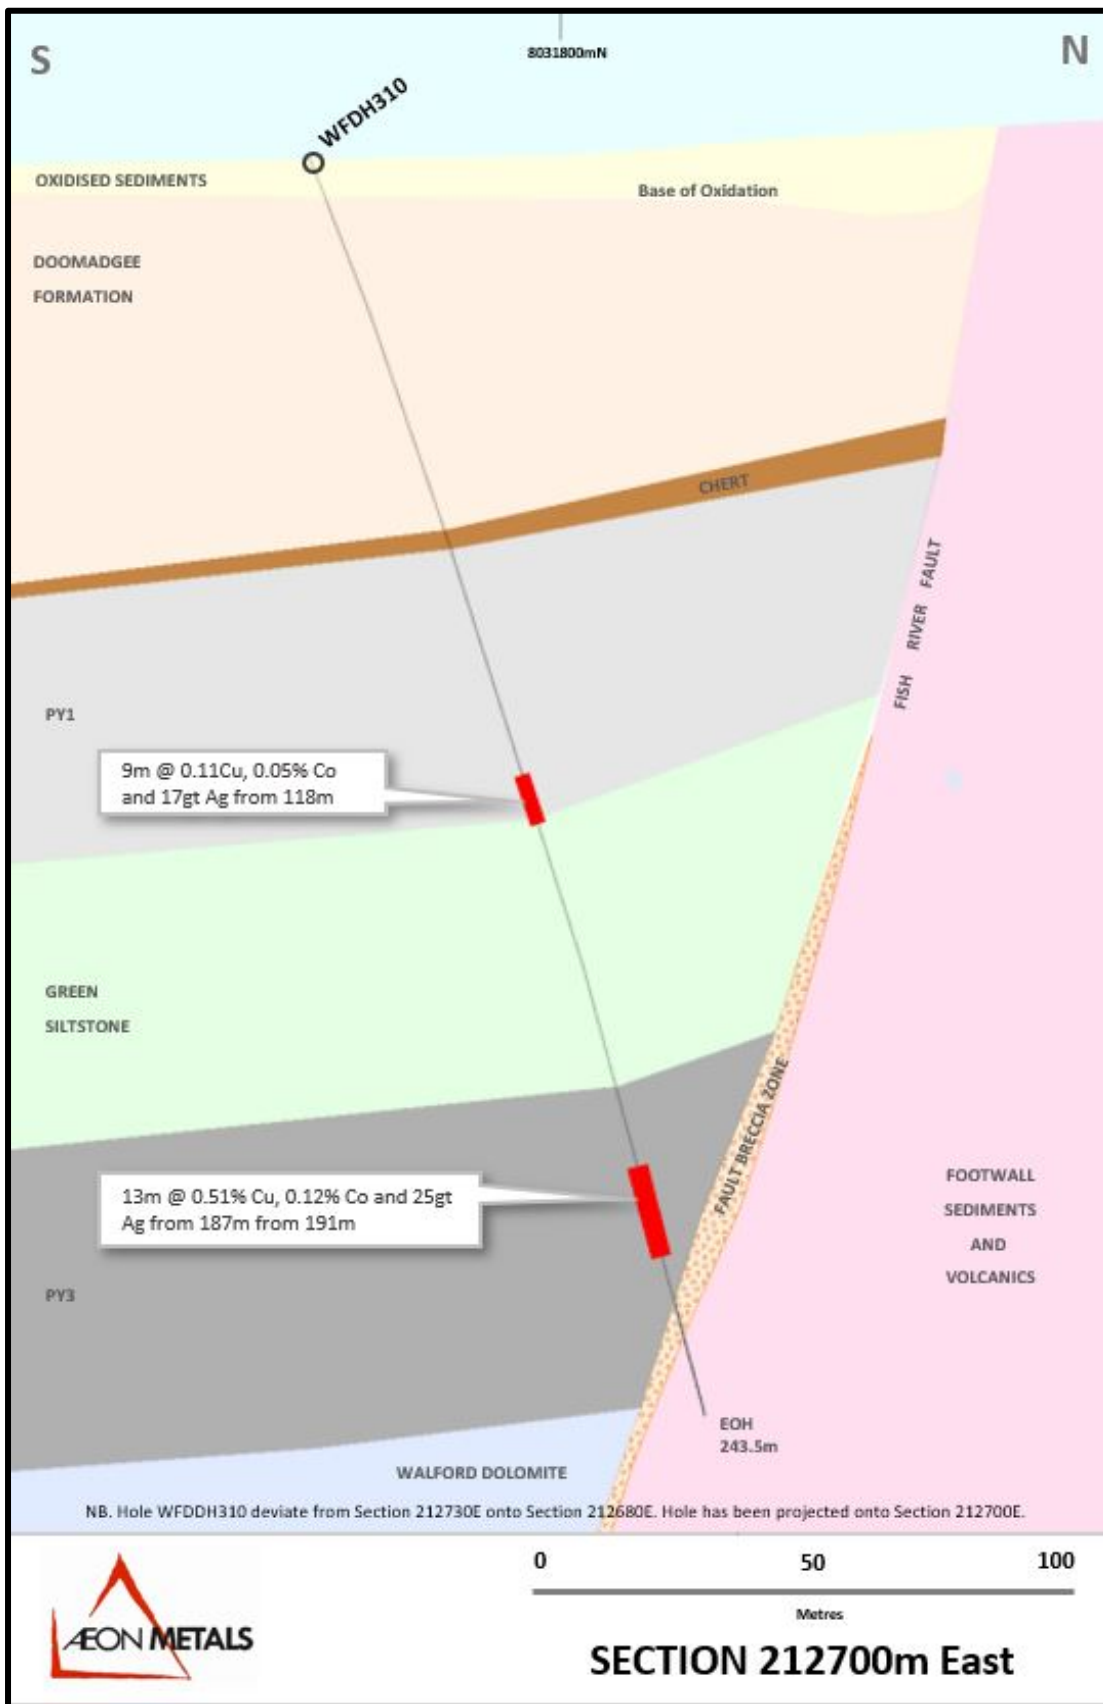 S
8031800mN
N
WFDH310
OXIDISED SEDIMENTS
Base of Oxidation
DOOMADGEE
FORMATION
CHERT
FISH RIVER FAULT
PY1
9m @ 0.11Cu, 0.05% Co
and 17gt Ag from 118m
GREEN
SILTSTONE
FAULT BRECCIA ZONE
13m @ 0.51% Cu, 0.12% Co and 25gt
Ag from 187m from 191m
FOOTWALL
SEDIMENTS
AND
VOLCANICS
PY3
EOH
243.5m
WALFORD DOLOMITE
NB. Hole WFDDH310 deviate from Section 212730E onto Section 212680E. Hole has been projected onto Section 212700E.
0 50 100
Metres
ÆON METALS
SECTION 212700m East